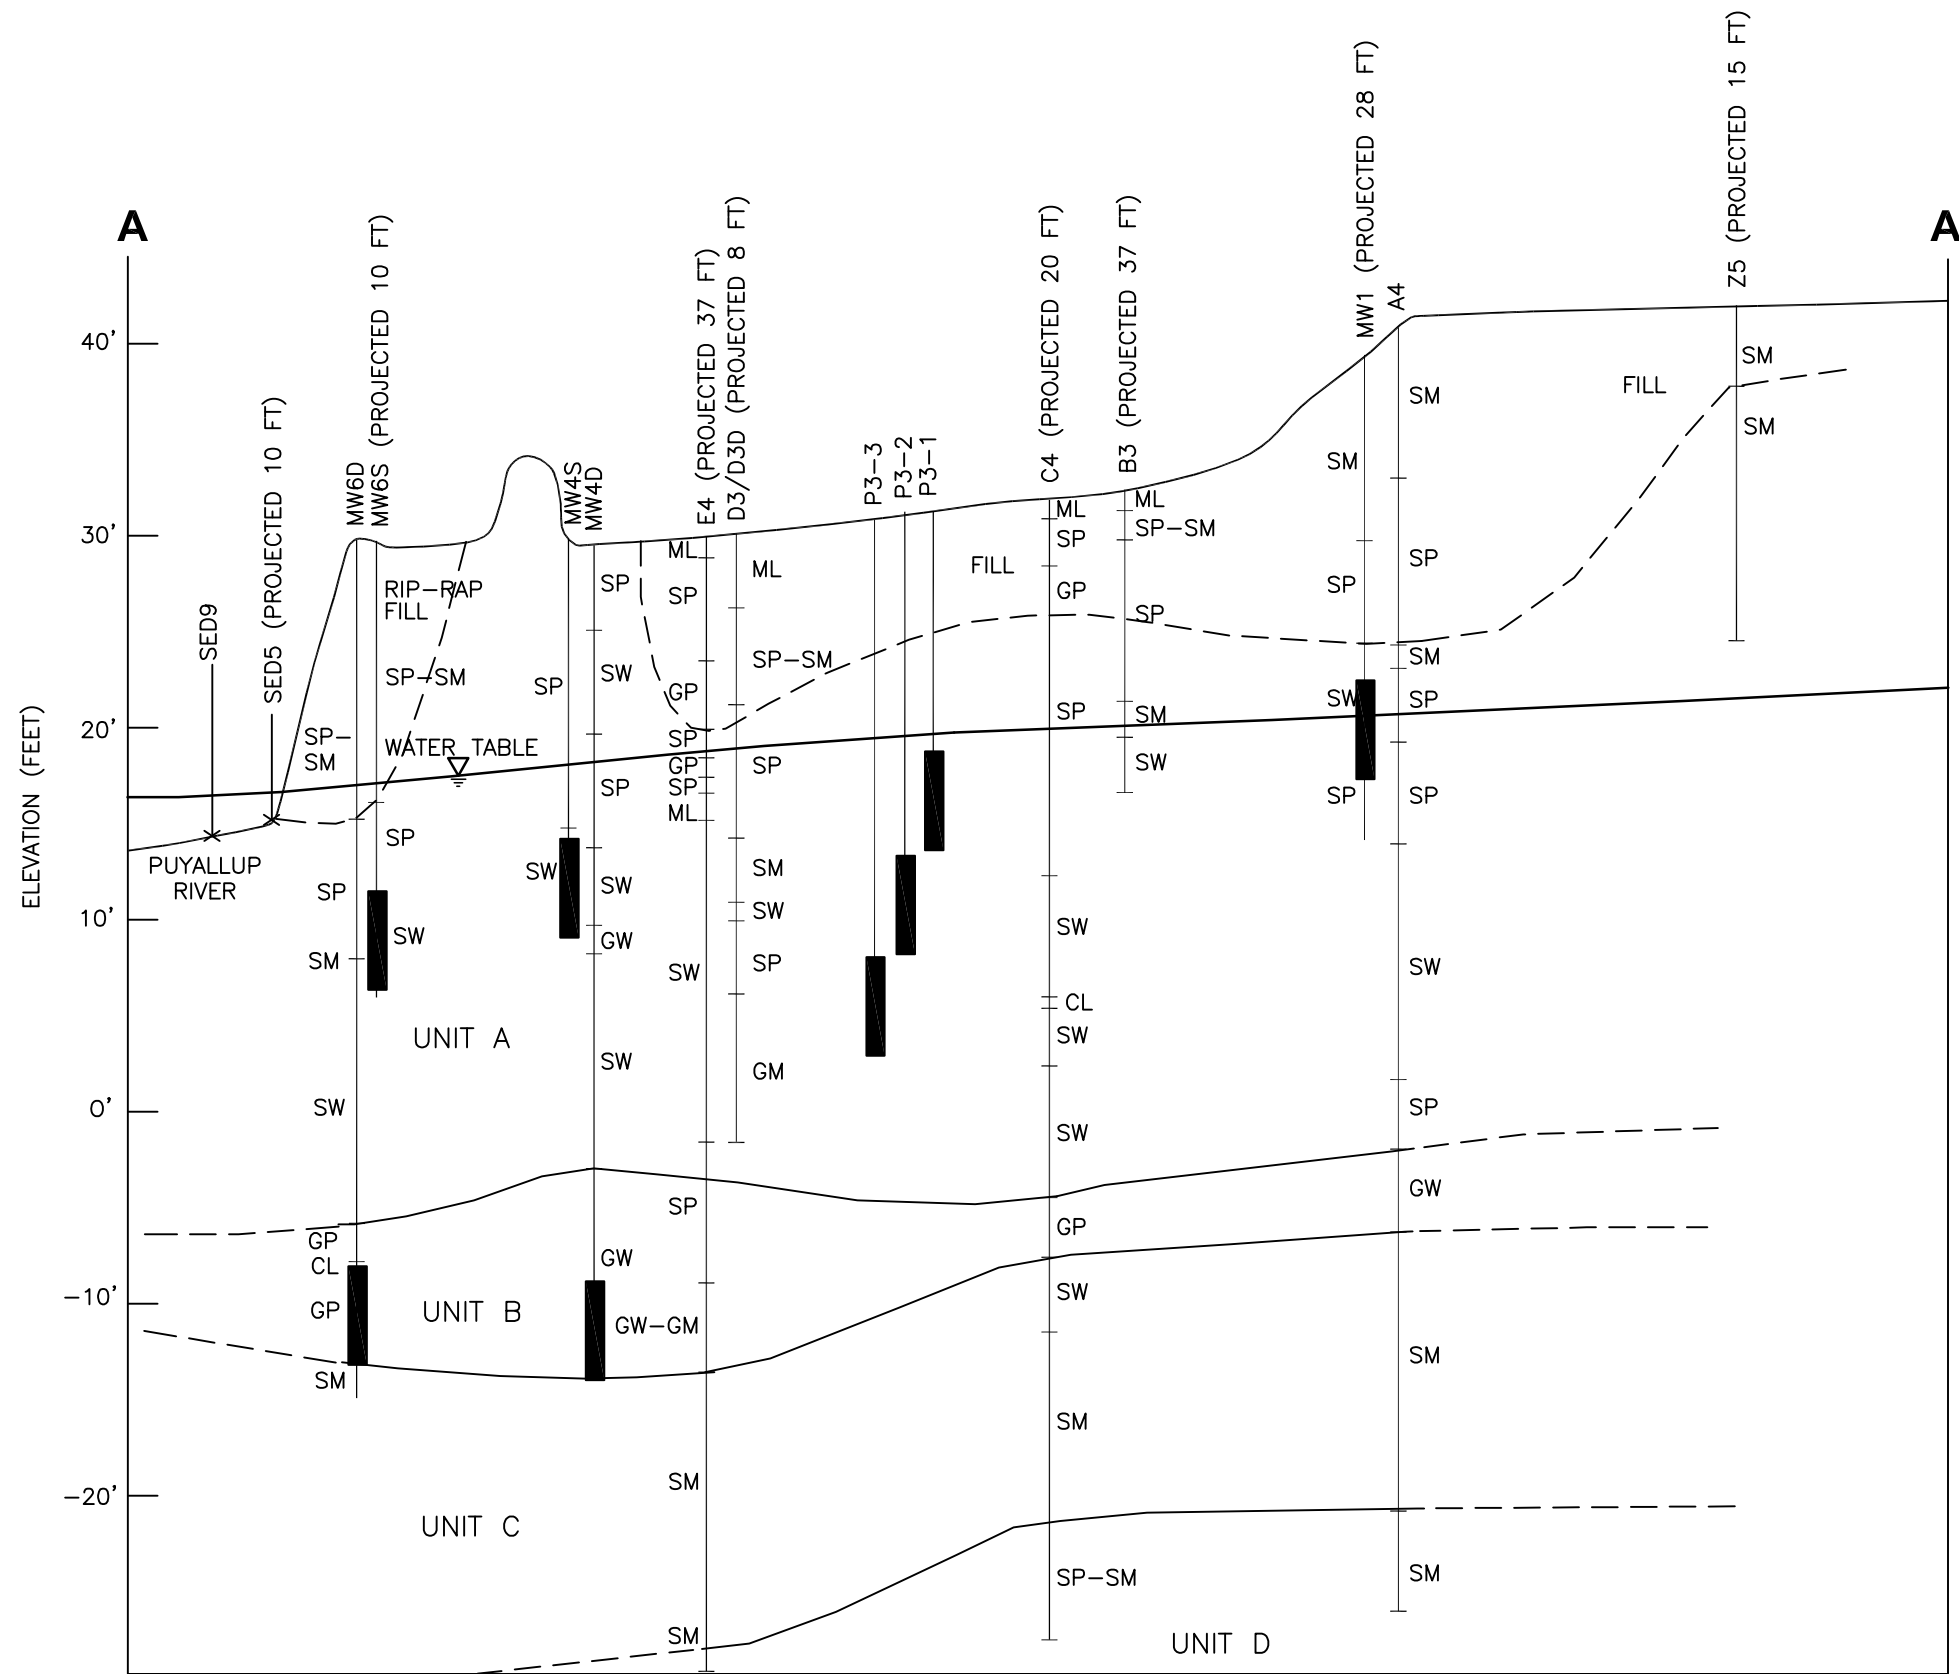 Z5 (PROJECTED 15 FT)
MW1 (PROJECTED 28 FT)
A4
A
A
MW6D
MW6S (PROJECTED 10 FT)
MW4S
MW4D
E4 (PROJECTED 37 FT)
D3/D3D (PROJECTED 8 FT)
P3-3
P3-2
P3-1
C4 (PROJECTED 20 FT)
B3 (PROJECTED 37 FT)
SED9
SED5 (PROJECTED 10 FT)
ELEVATION (FEET)
40'
30'
20'
10'
0'
-10'
-20'
PUYALLUP
RIVER
SP-
SM
SP
SM
SW
GP
CL
GP
SM
RIP-RAP
FILL
SP-SM
WATER TABLE
SP
SW
UNIT A
UNIT B
UNIT C
SP
SW
SP
SW
SP
SW
GW
SW
GW
GW-GM
ML
SP
GP
SP
GP
SP
ML
SW
SP
SM
SM
ML
SP-SM
SP
SM
SW
SP
GM
FILL
ML
SP
GP
SP
SW
CL
SW
SW
GP
SW
SM
SP-SM
ML
SP-SM
SP
SM
SW
SM
SP
SW
SP
SM
SP
SM
SP
SP
SW
SP
GW
SM
SM
FILL
SM
SM
UNIT D